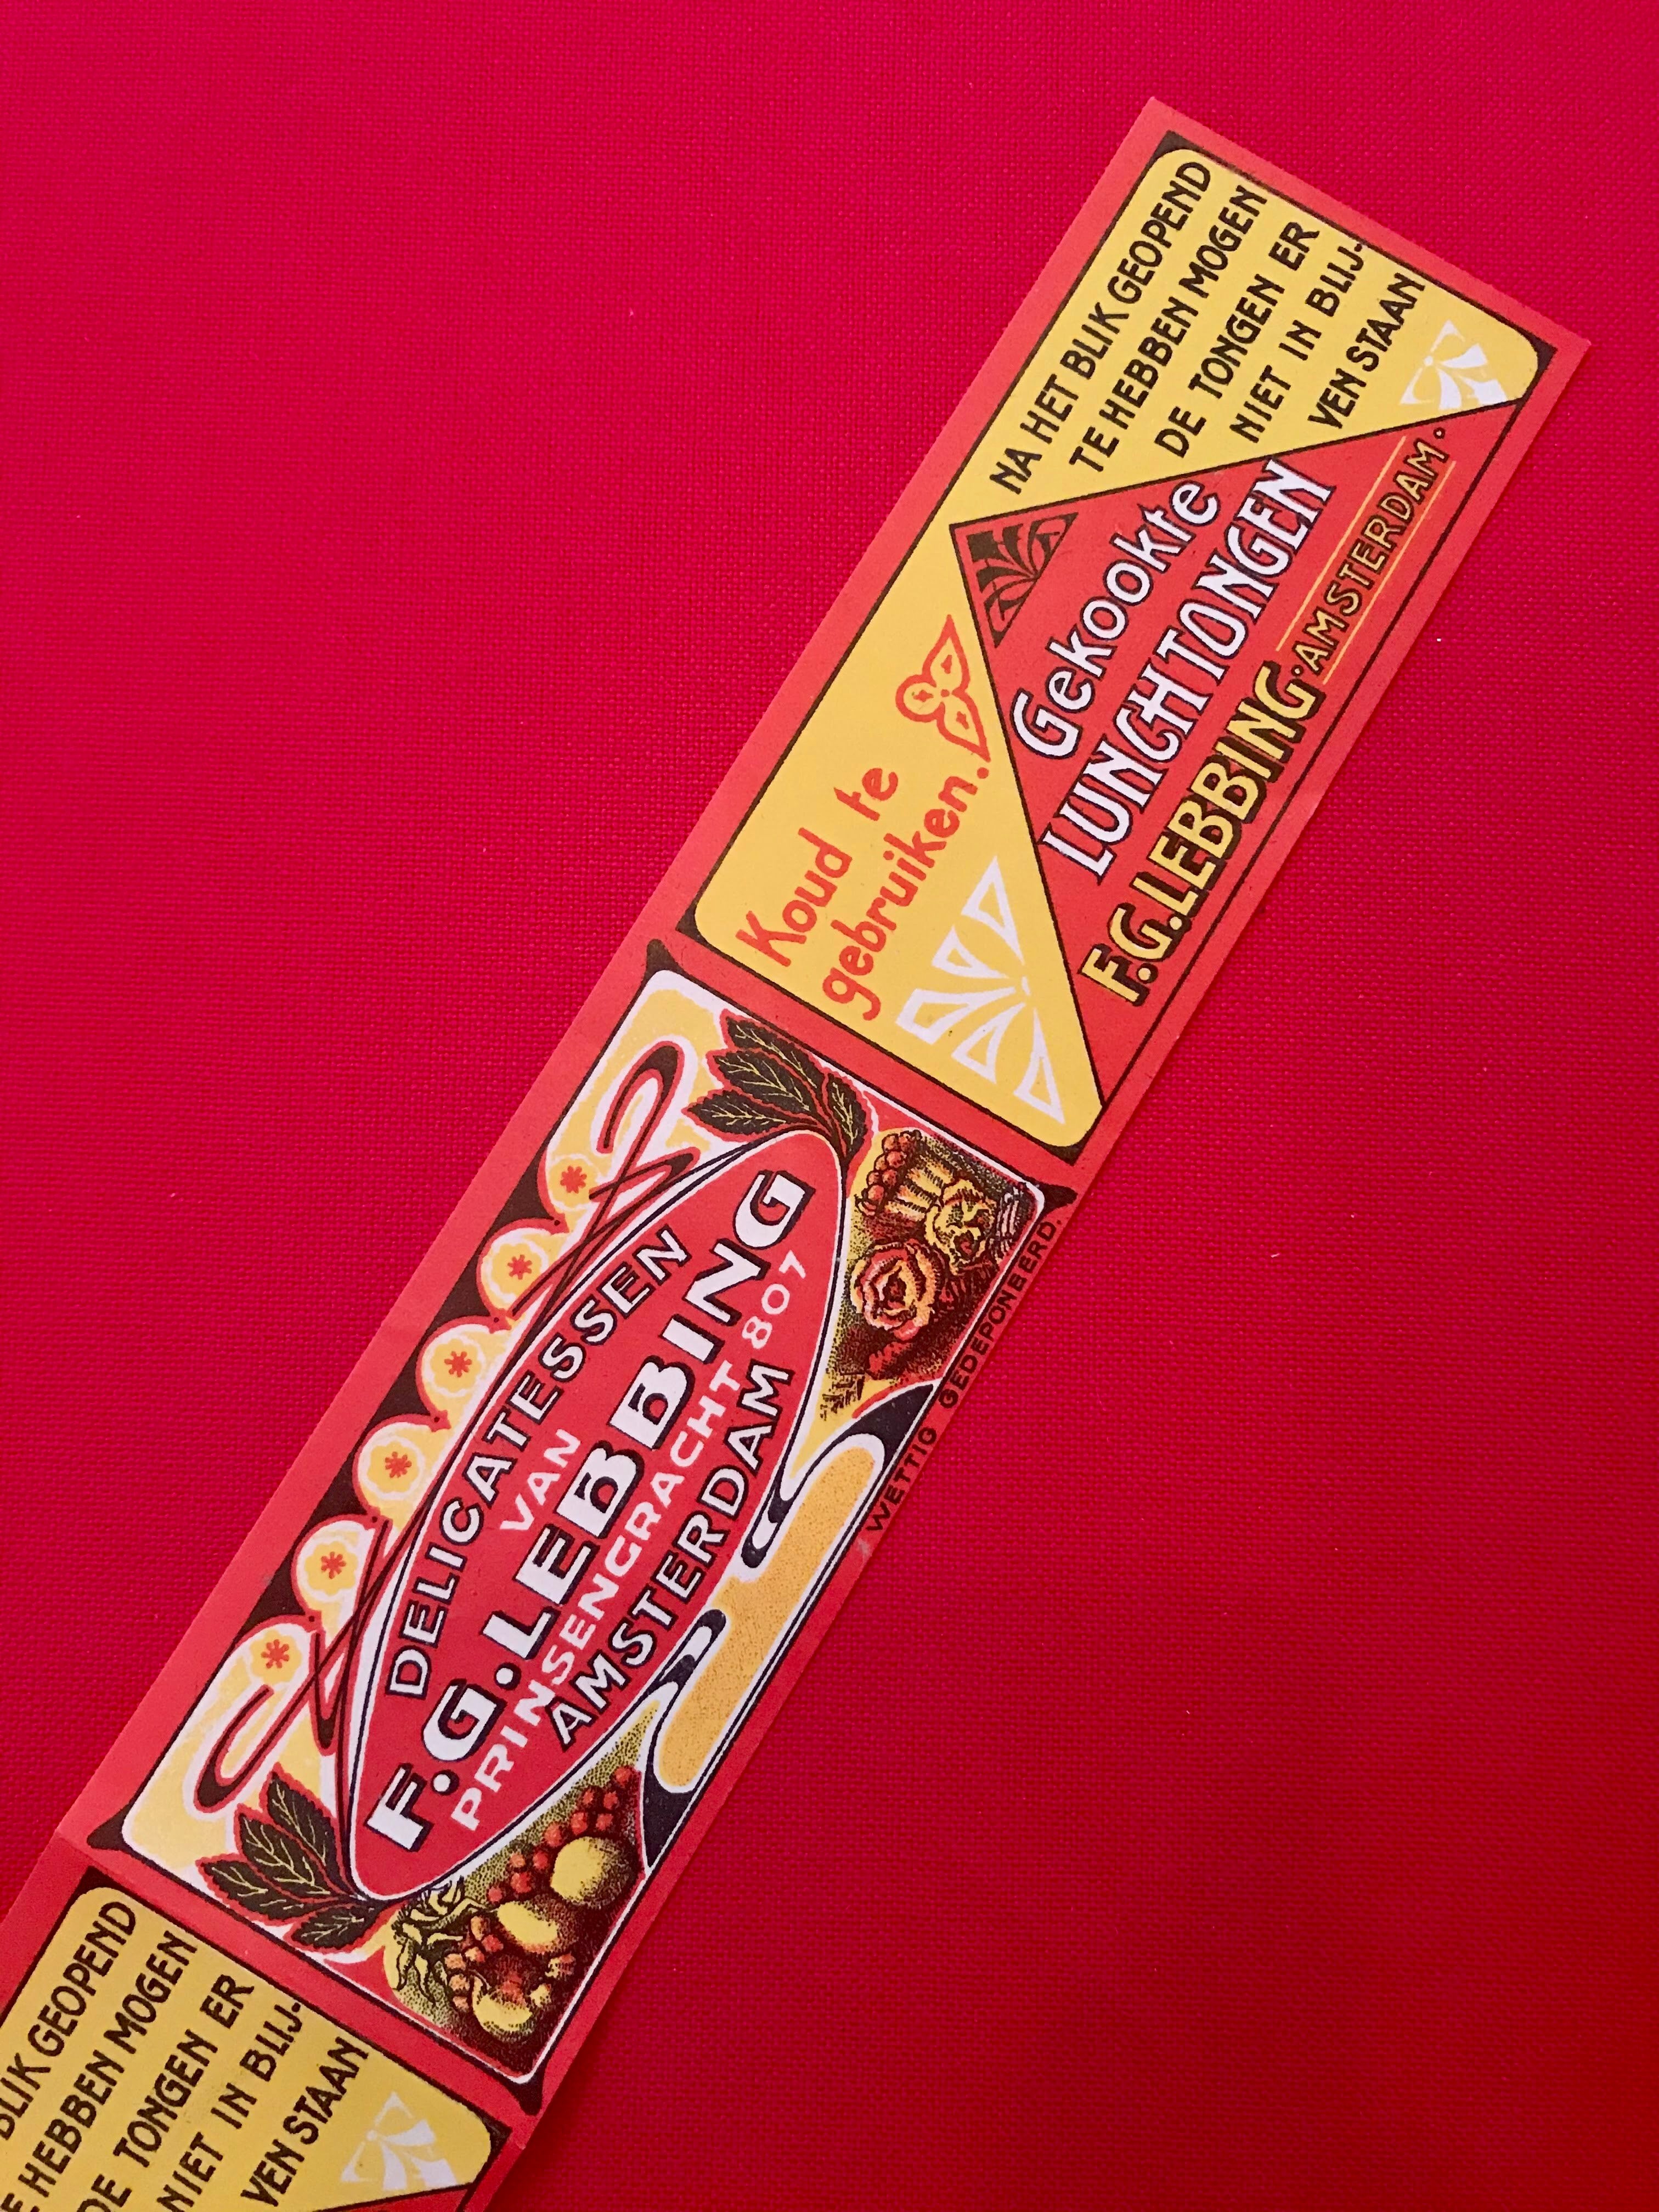 NA HET BLIK GEOPEND
TE HEBBEN MOGEN
DE TONGEN ER
NIET IN BLIJ-
VEN STAAN
Koud te
gebruiken.
Gekookte
LUNCHTONGEN
F.G.LEBBING·AMSTERDAM.
DELICATESSEN
VAN
F.G.LEBBING
PRINSENGRACHT 807
AMSTERDAM
WETTIG GEDEPONEERD.
BLIK GEOPEND
E HEBBEN MOGEN
DE TONGEN ER
NIET IN BLIJ-
VEN STAAN